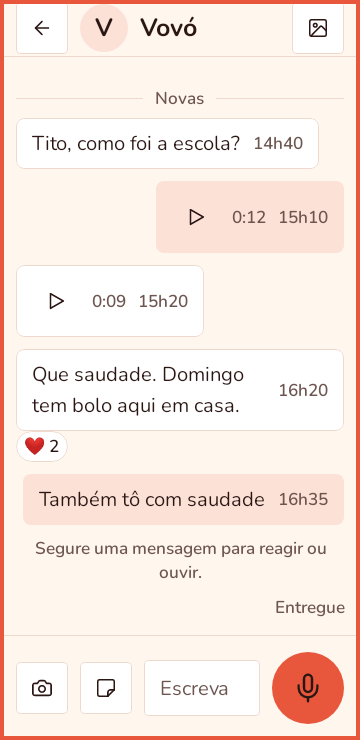 V Vovó
Novas
Tito, como foi a escola? 14h40
0:12 15h10
0:09 15h20
Que saudade. Domingo
tem bolo aqui em casa. 16h20
❤️ 2
Também tô com saudade 16h35
Segure uma mensagem para reagir ou
ouvir.
Entregue
Escreva